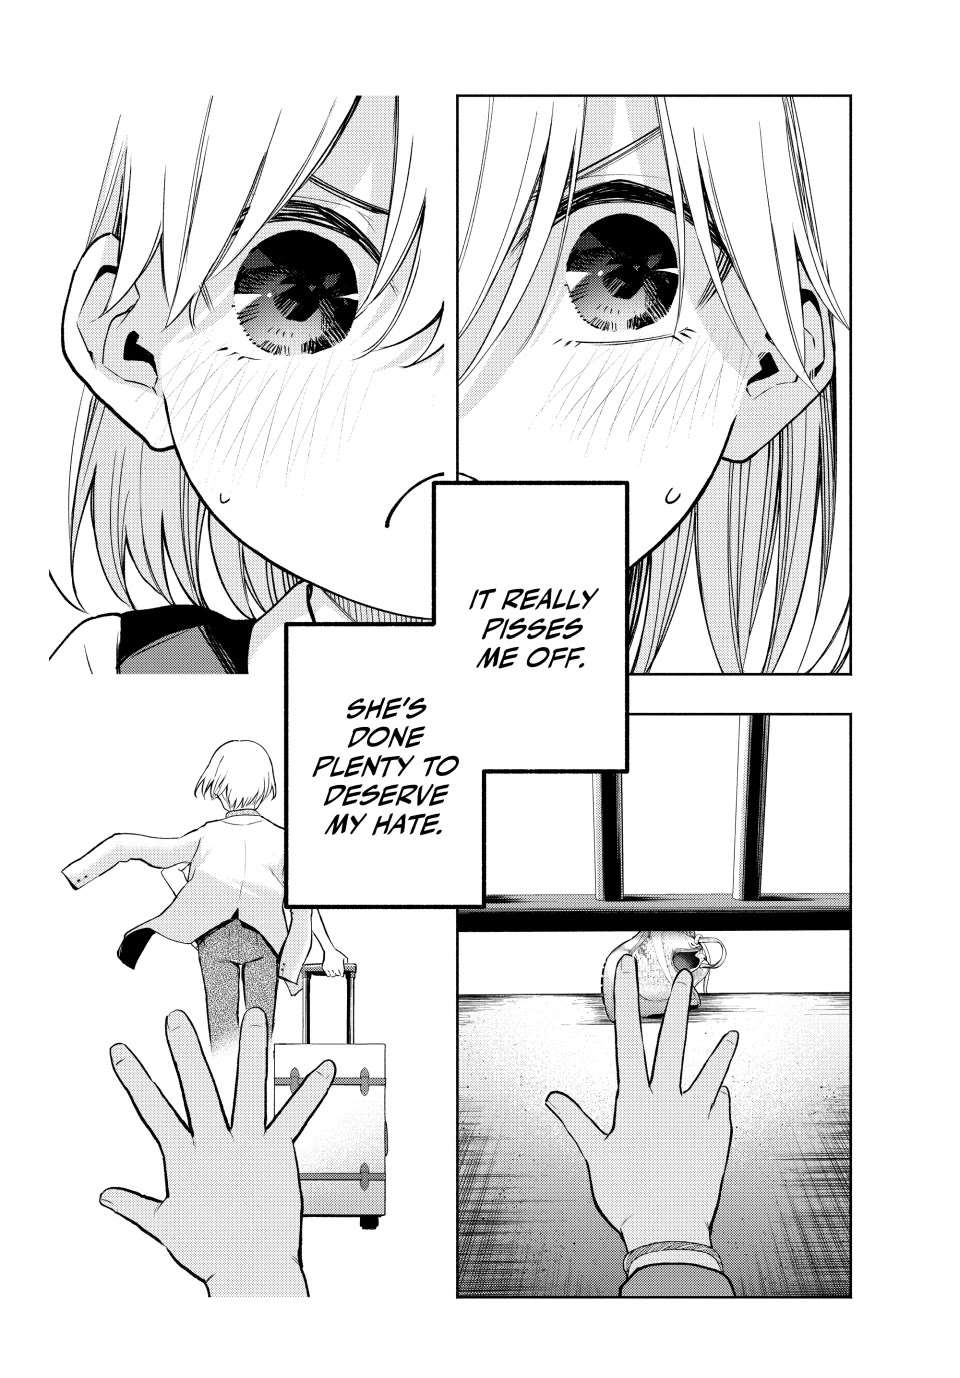 IT REALLY
PISSES
ME OFF.
SHE'S
DONE
PLENTY TO
DESERVE
MY HATE.